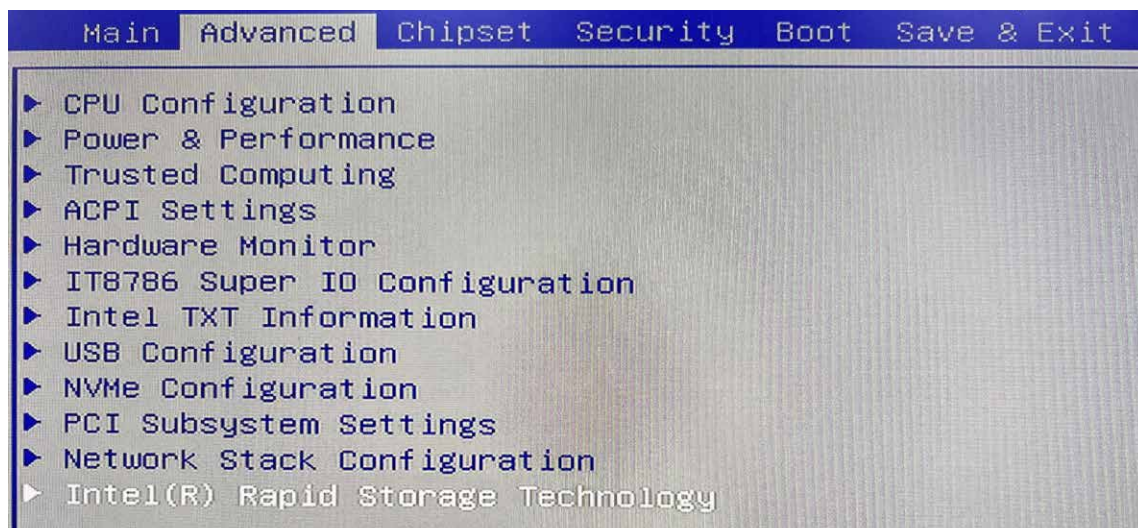 Main Advanced Chipset Security Boot Save & Exit
CPU Configuration
Power & Performance
Trusted Computing
ACPI Settings
Hardware Monitor
IT8786 Super IO Configuration
Intel TXT Information
USB Configuration
NVMe Configuration
PCI Subsystem Settings
Network Stack Configuration
Intel(R) Rapid Storage Technology